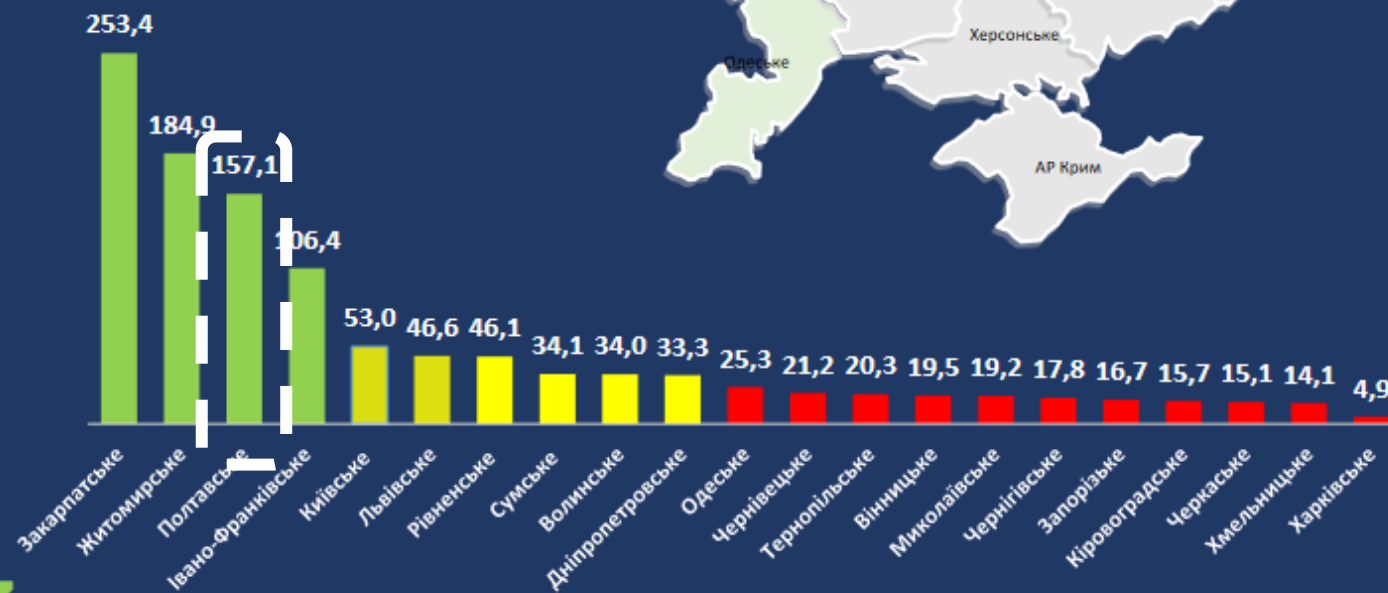 253,4
184,9
157,1
106,4
53,0
46,6
46,1
34,1
34,0
33,3
25,3
21,2
20,3
19,5
19,2
17,8
16,7
15,7
15,1
14,1
4,9
Закарпатське
Житомирське
Полтавське
Івано-Франківське
Київське
Львівське
Рівненське
Сумське
Волинське
Дніпропетровське
Одеське
Чернівецьке
Тернопільське
Вінницьке
Миколаївське
Чернігівське
Запорізьке
Кіровоградське
Черкаське
Хмельницьке
Харківське
Одеське
Херсонське
АР Крим